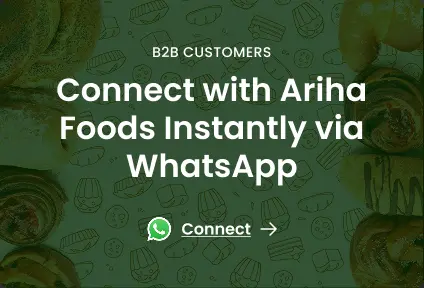 B2B CUSTOMERS
Connect with Ariha
Foods Instantly via
WhatsApp
Connect →